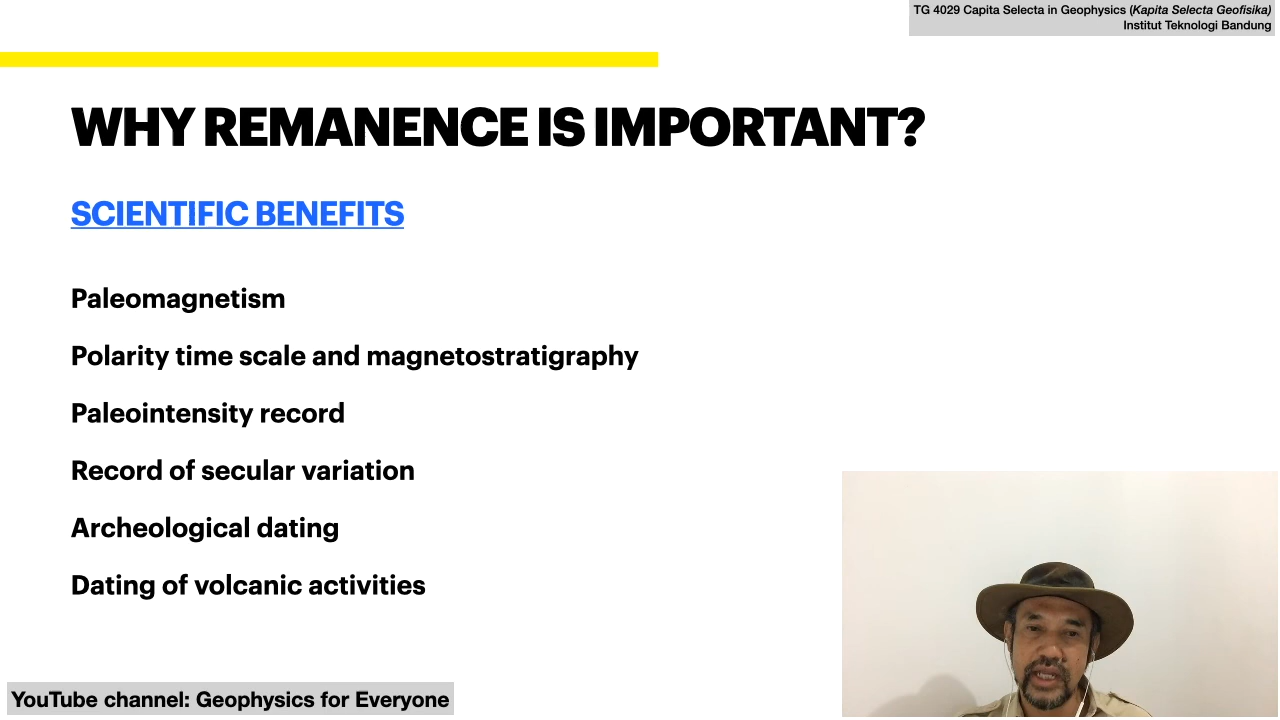 TG 4029 Capita Selecta in Geophysics (Kapita Selecta Geofisika)
Institut Teknologi Bandung
WHY REMANENCE IS IMPORTANT?
SCIENTIFIC BENEFITS
Paleomagnetism
Polarity time scale and magnetostratigraphy
Paleointensity record
Record of secular variation
Archeological dating
Dating of volcanic activities
YouTube channel: Geophysics for Everyone